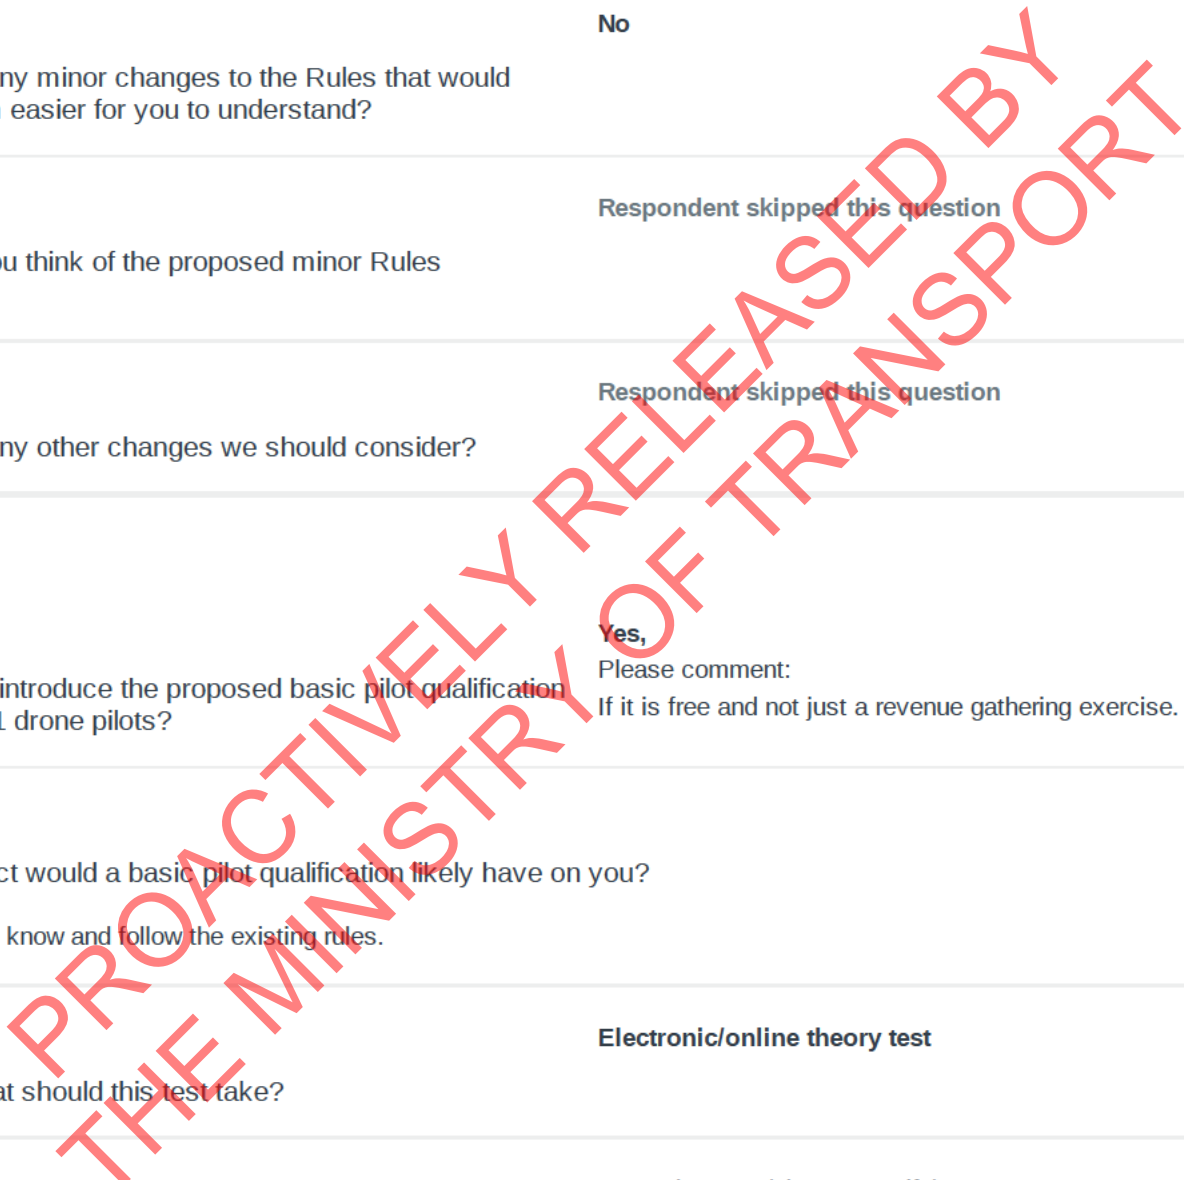 No
ny minor changes to the Rules that would
easier for you to understand?
Respondent skipped this question
u think of the proposed minor Rules
Respondent skipped this question
ny other changes we should consider?
Yes,
Please comment:
introduce the proposed basic pilot qualification
If it is free and not just a revenue gathering exercise.
1 drone pilots?
ct would a basic pilot qualification likely have on you?
know and follow the existing rules.
Electronic/online theory test
at should this test take?
PROACTIVELY RELEASED BY
THE MINISTRY OF TRANSPORT